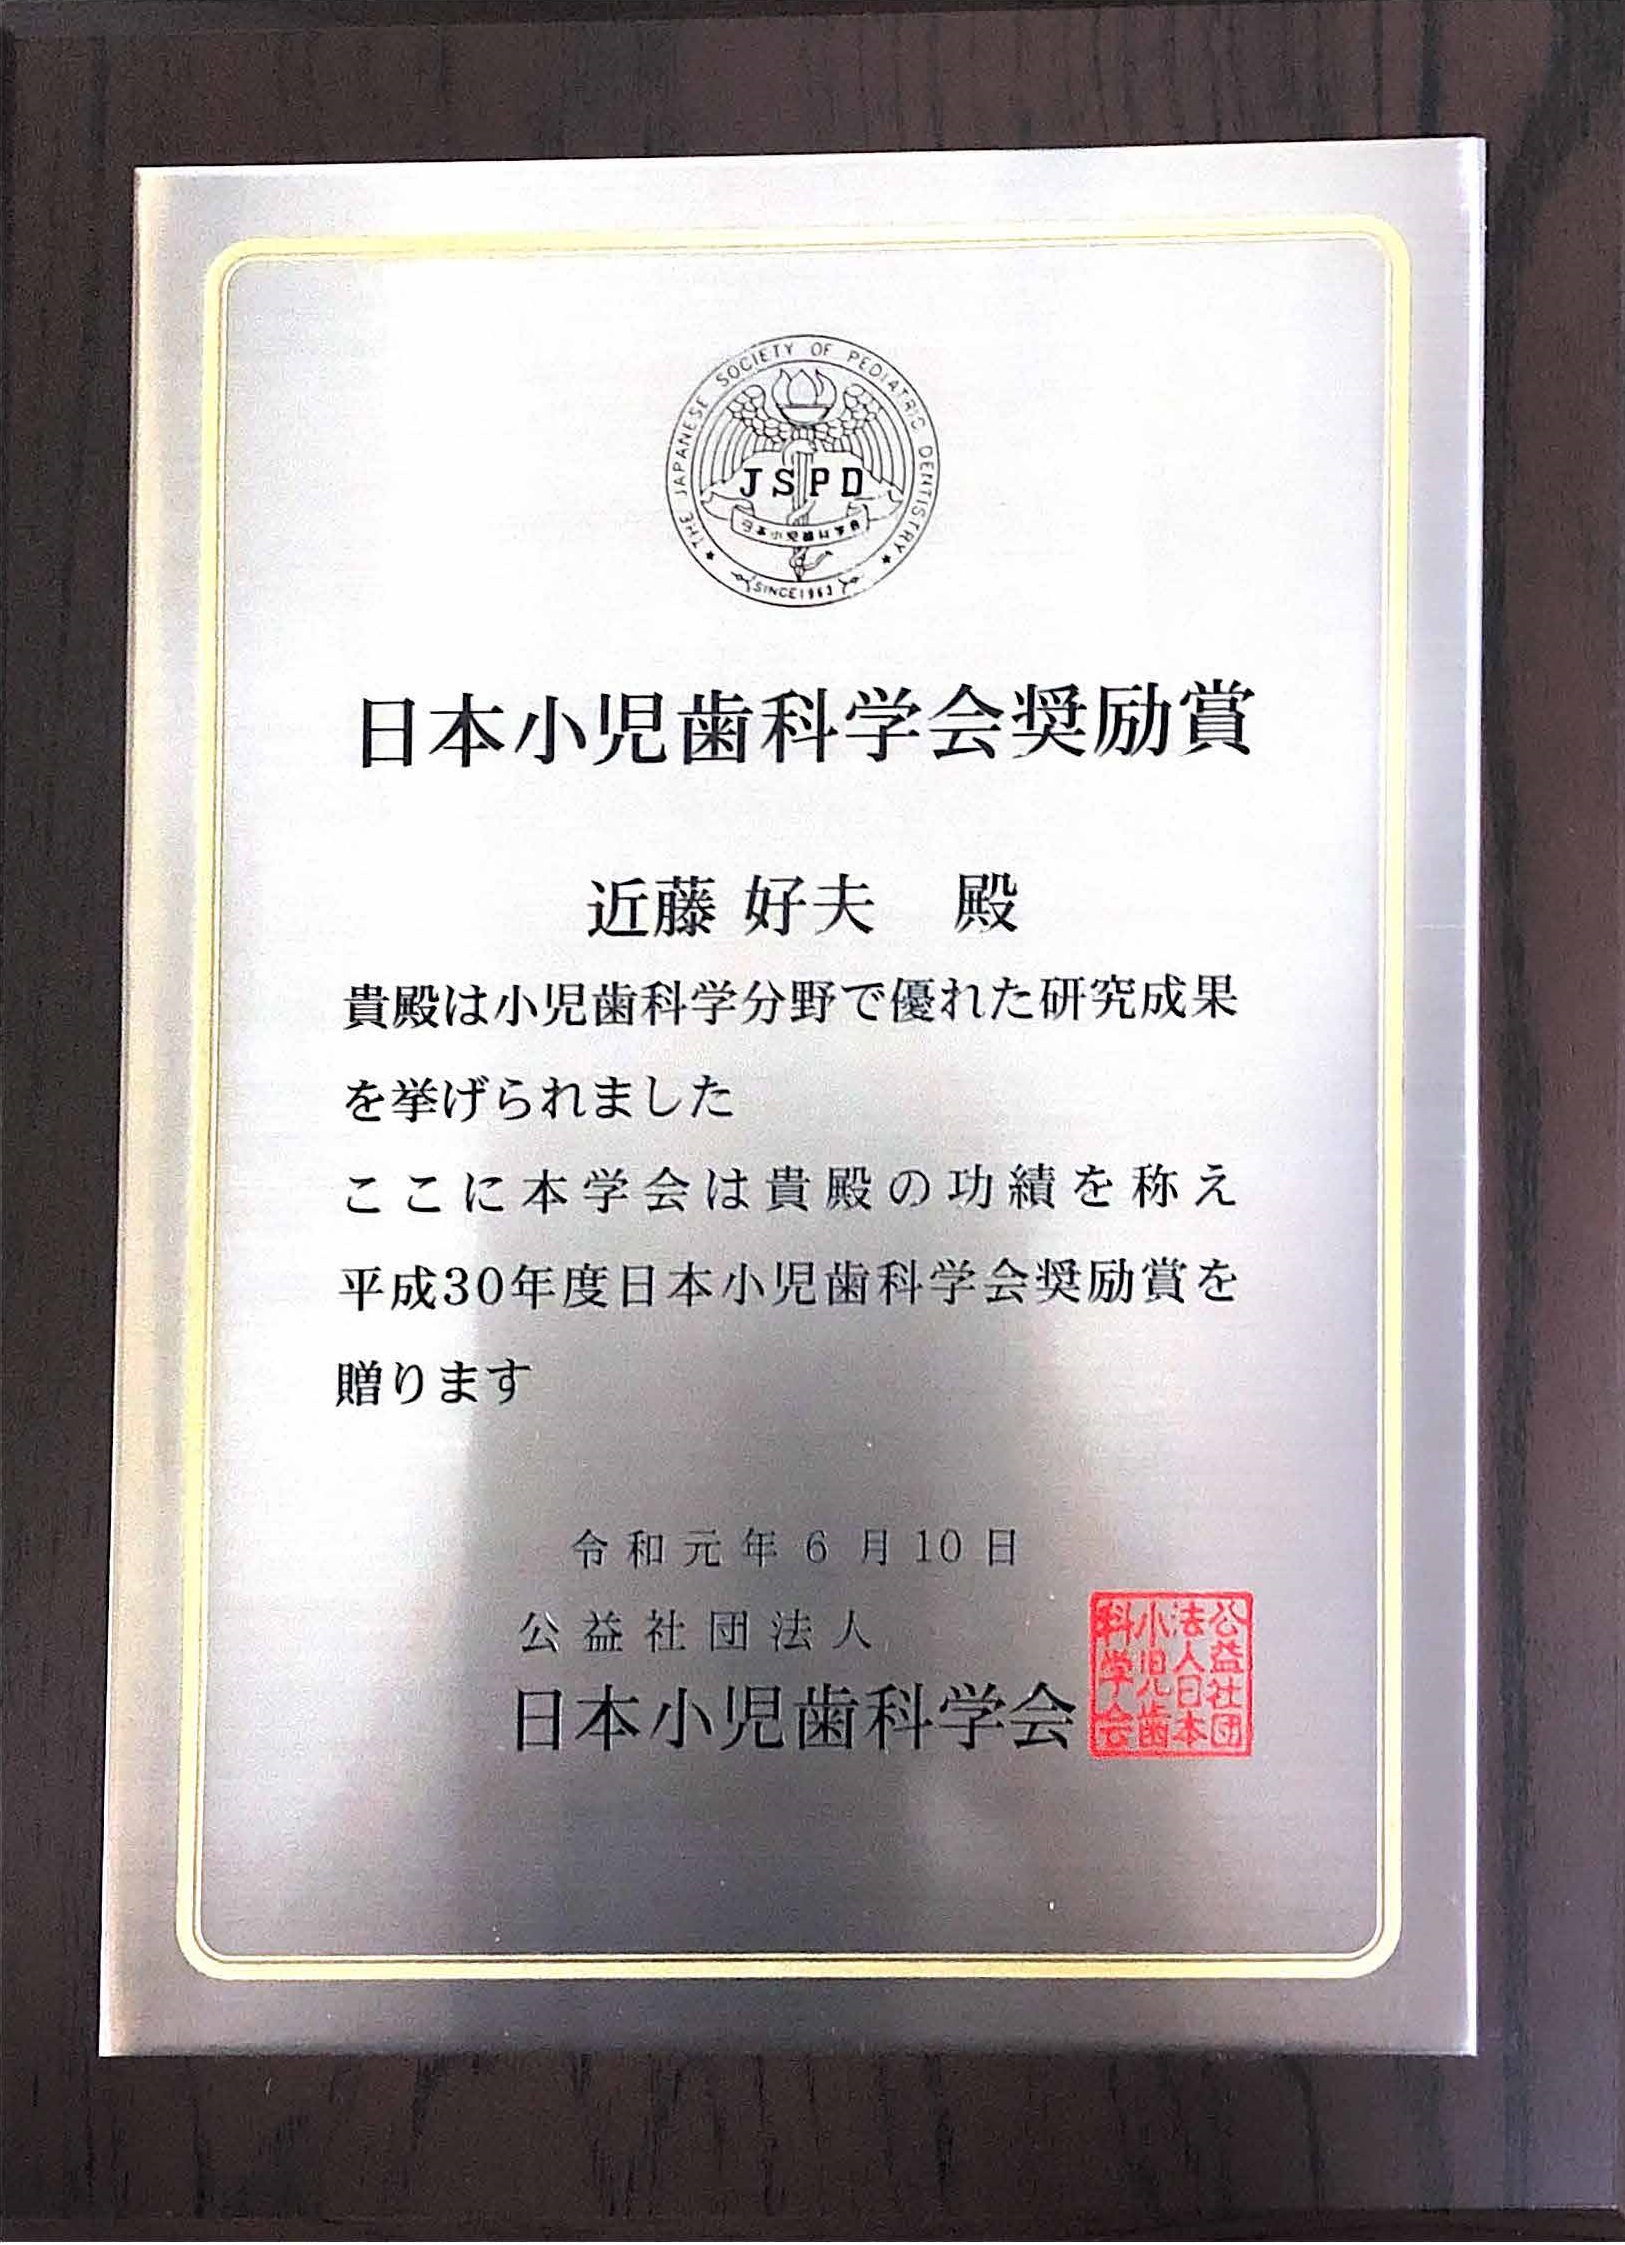 THE JAPANESE SOCIETY OF PEDIATRIC DENTISTRY
JSPD
SINCE 1963
日本小児歯科学会奨励賞
近藤 好夫 殿
貴殿は小児歯科学分野で優れた研究成果
を挙げられました
ここに本学会は貴殿の功績を称え
平成30年度日本小児歯科学会奨励賞を
贈ります
令和元年6月10日
公益社団法人
日本小児歯科学会
公益社団
法人日本
小児歯
科学会